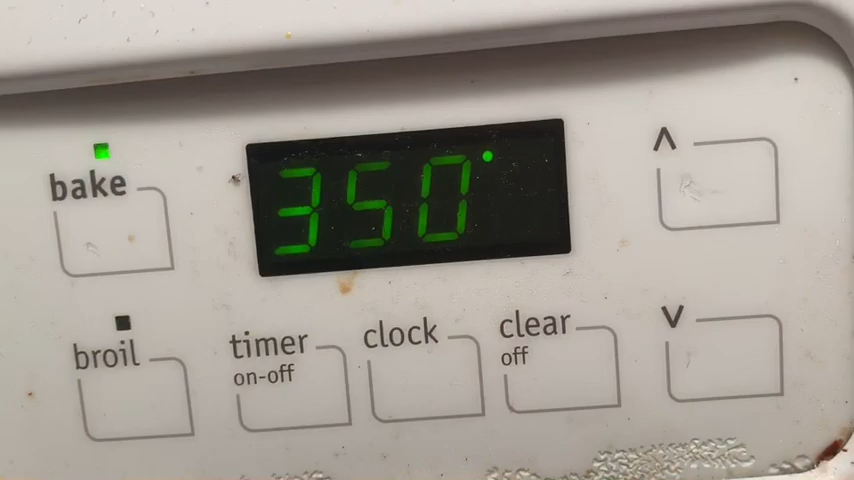 bake
350°
^
broil
timer
on-off
clock
clear
off
v